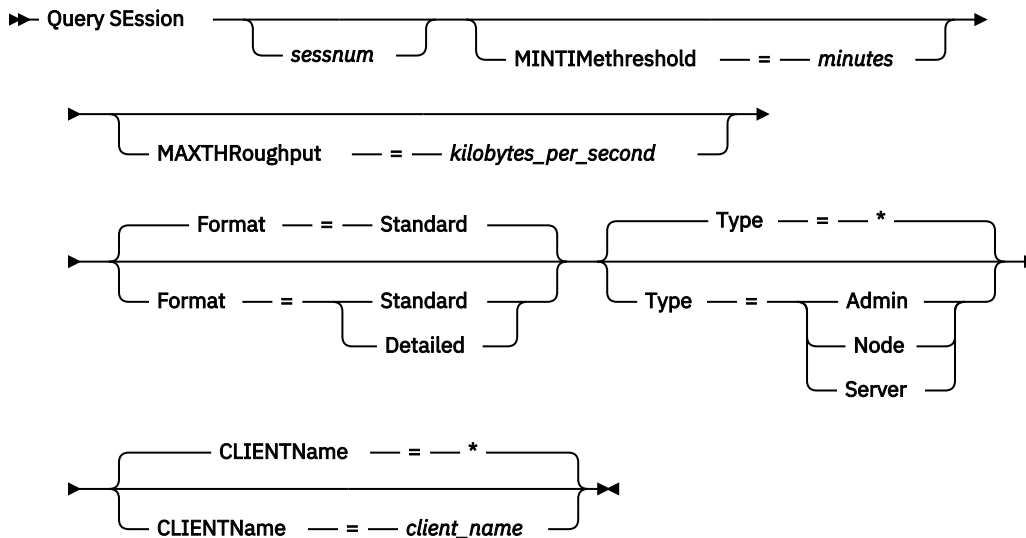 Query SEssion
sessnum
MINTIMethreshold = minutes
MAXTHRoughput = kilobytes_per_second
Format = Standard
Type = *
Format = Standard
Type = Admin
Detailed
Node
Server
CLIENTName = *
CLIENTName = client_name